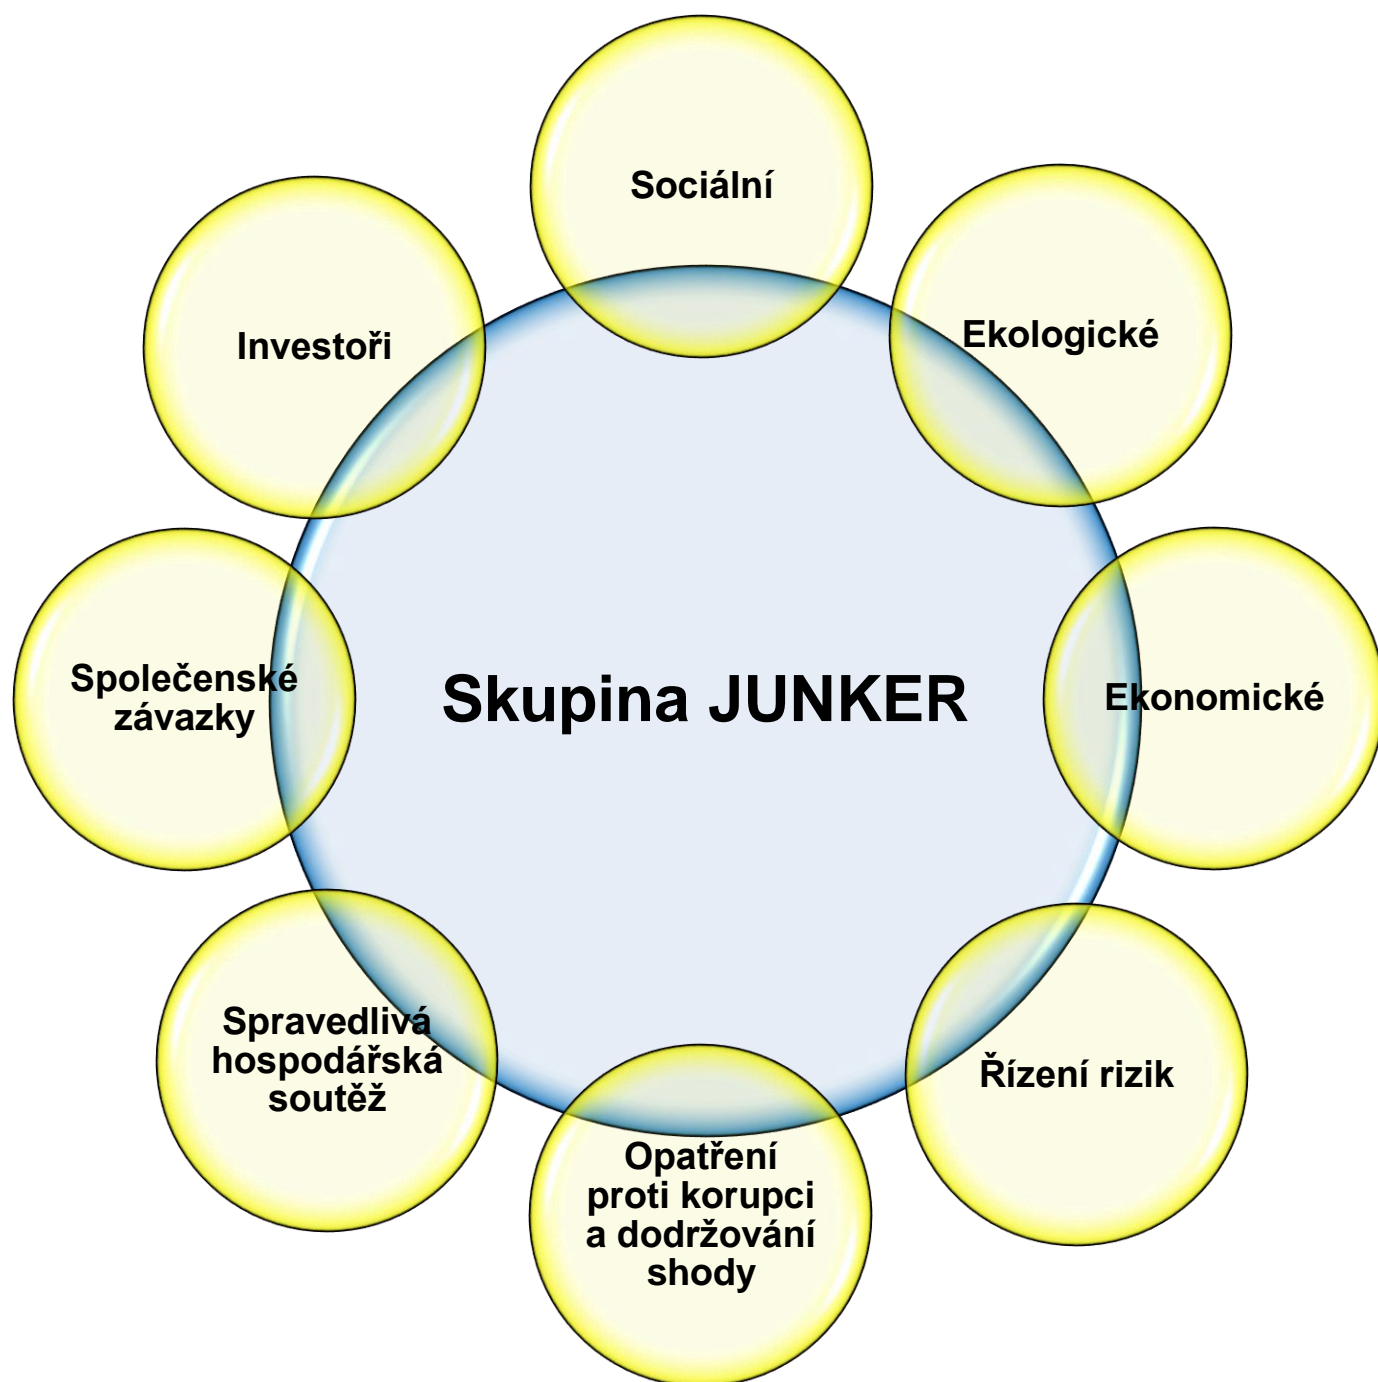 Sociální
Ekologické
Investoři
Společenské
závazky
Skupina JUNKER
Ekonomické
Spravedlivá
hospodářská
soutěž
Řízení rizik
Opatření
proti korupci
a dodržování
shody